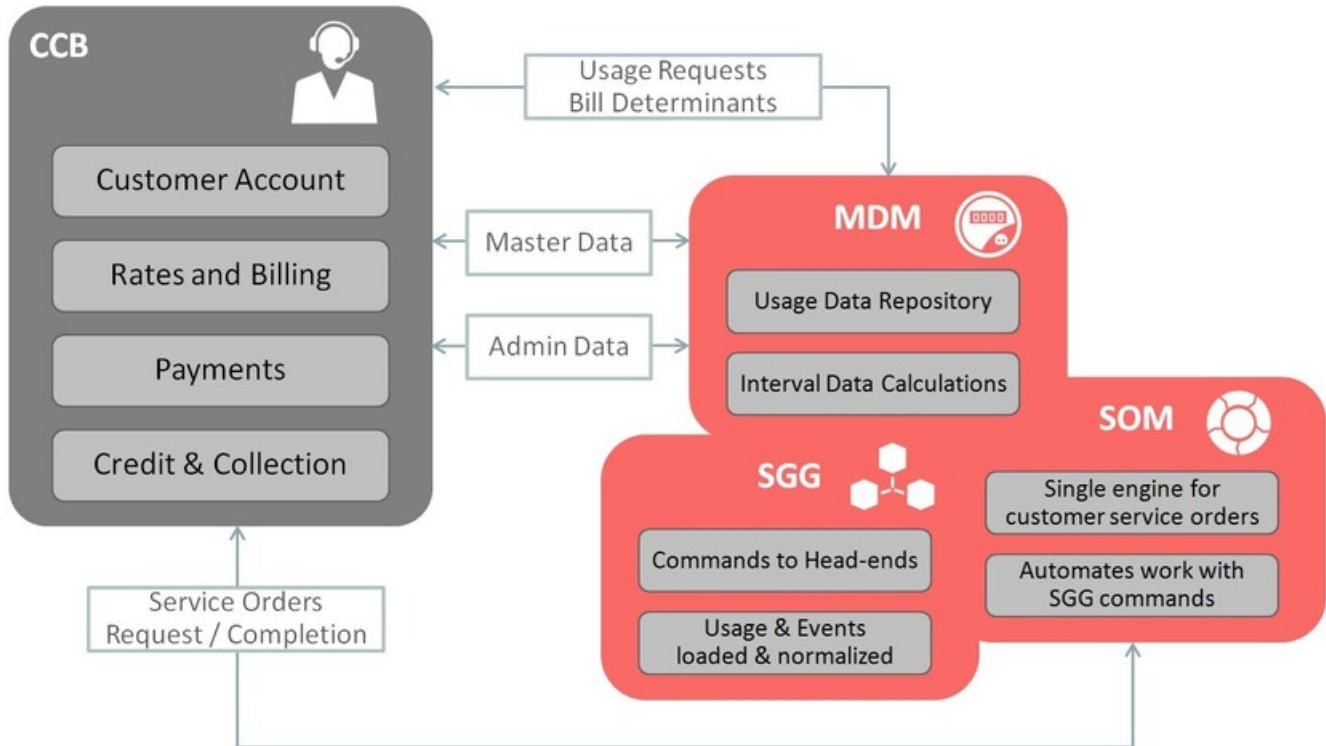 CCB
Customer Account
Rates and Billing
Payments
Credit & Collection
Usage Requests
Bill Determinants
Master Data
Admin Data
Service Orders
Request / Completion
MDM
0000
Usage Data Repository
Interval Data Calculations
SGG
Commands to Head-ends
Usage & Events
loaded & normalized
SOM
Single engine for
customer service orders
Automates work with
SGG commands